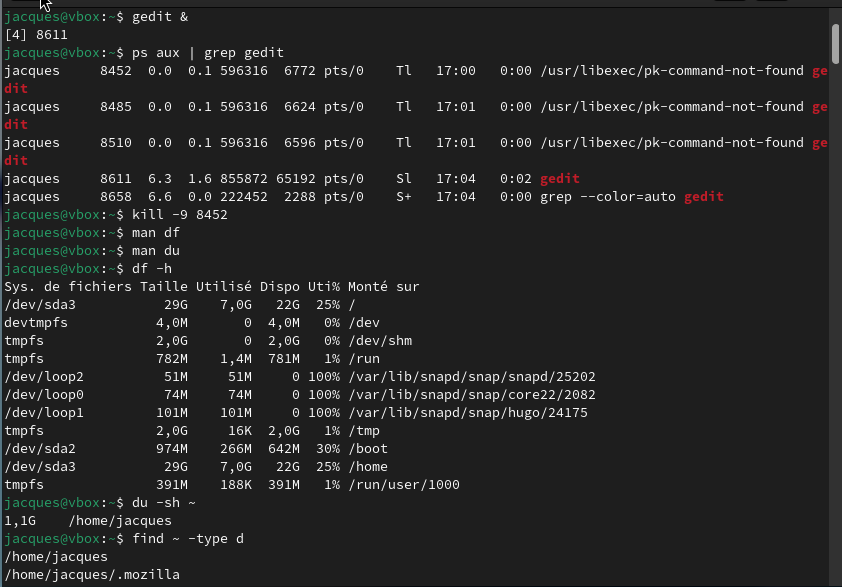 jacques@vbox:~$ gedit &
[4] 8611
jacques@vbox:~$ ps aux | grep gedit
jacques     8452  0.0  0.1 596316  6772 pts/0    Tl   17:00   0:00 /usr/libexec/pk-command-not-found ge
dit
jacques     8485  0.0  0.1 596316  6624 pts/0    Tl   17:01   0:00 /usr/libexec/pk-command-not-found ge
dit
jacques     8510  0.0  0.1 596316  6596 pts/0    Tl   17:01   0:00 /usr/libexec/pk-command-not-found ge
dit
jacques     8611  6.3  1.6 855872 65192 pts/0    Sl   17:04   0:02 gedit
jacques     8658  6.6  0.0 222452  2288 pts/0    S+   17:04   0:00 grep --color=auto gedit
jacques@vbox:~$ kill -9 8452
jacques@vbox:~$ man df
jacques@vbox:~$ man du
jacques@vbox:~$ df -h
Sys. de fichiers Taille Utilisé Dispo Uti% Monté sur
/dev/sda3           29G    7,0G   22G  25% /
devtmpfs           4,0M       0  4,0M   0% /dev
tmpfs              2,0G       0  2,0G   0% /dev/shm
tmpfs              782M    1,4M  781M   1% /run
/dev/loop2          51M     51M     0 100% /var/lib/snapd/snap/snapd/25202
/dev/loop0          74M     74M     0 100% /var/lib/snapd/snap/core22/2082
/dev/loop1         101M    101M     0 100% /var/lib/snapd/snap/hugo/24175
tmpfs              2,0G     16K  2,0G   1% /tmp
/dev/sda2          974M    266M  642M  30% /boot
/dev/sda3           29G    7,0G   22G  25% /home
tmpfs              391M    188K  391M   1% /run/user/1000
jacques@vbox:~$ du -sh ~
1,1G    /home/jacques
jacques@vbox:~$ find ~ -type d
/home/jacques
/home/jacques/.mozilla